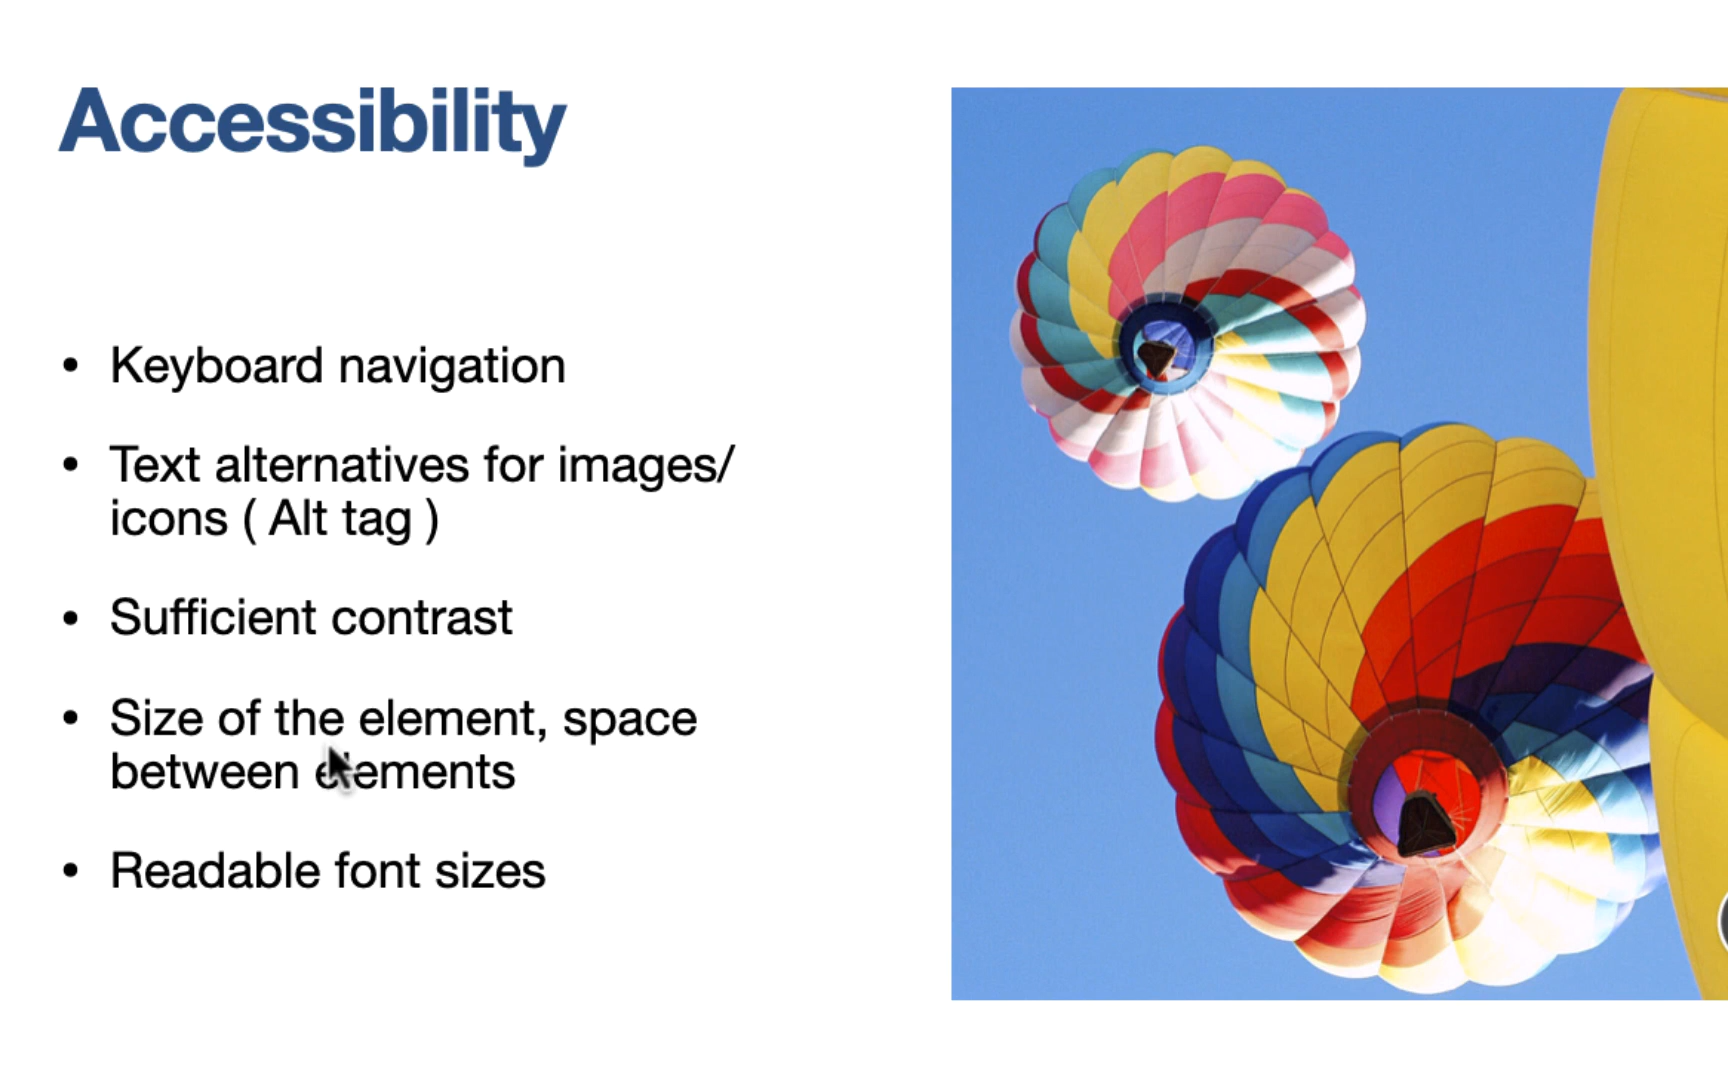 Accessibility
• Keyboard navigation
• Text alternatives for images/
icons ( Alt tag )
• Sufficient contrast
• Size of the element, space
between elements
• Readable font sizes